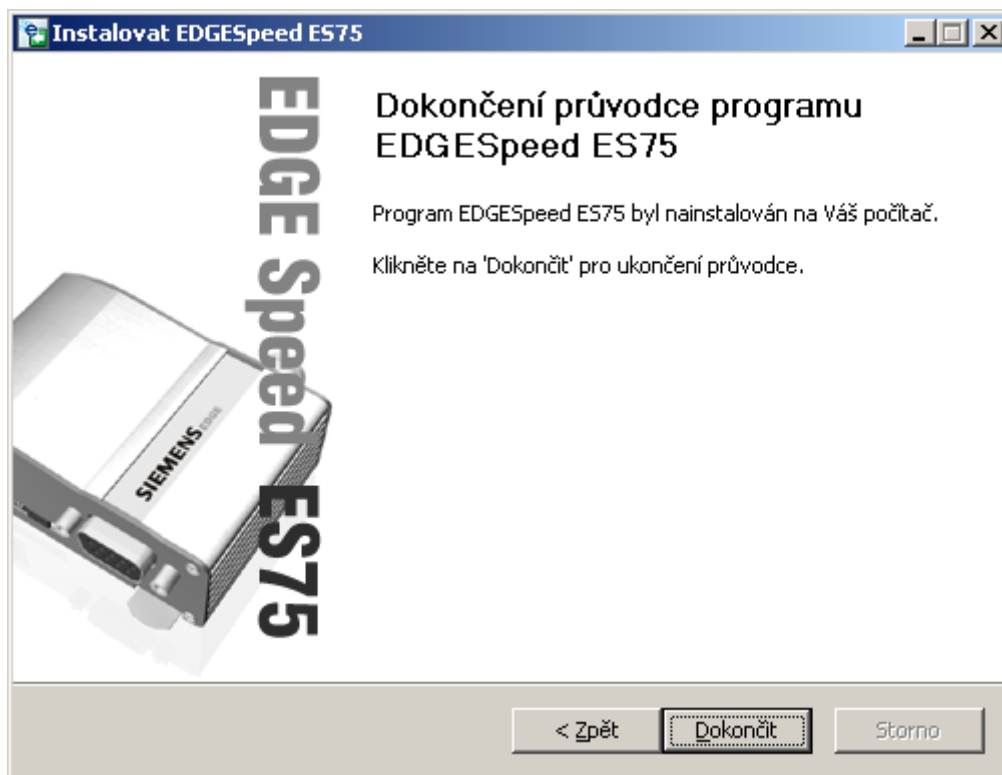 Instalovat EDGESpeed ES75
EDGE Speed ES75
SIEMENS EDGE
Dokončení průvodce programu
EDGESpeed ES75
Program EDGESpeed ES75 byl nainstalován na Váš počítač.
Klikněte na 'Dokončit' pro ukončení průvodce.
< Zpět
Dokončit
Storno